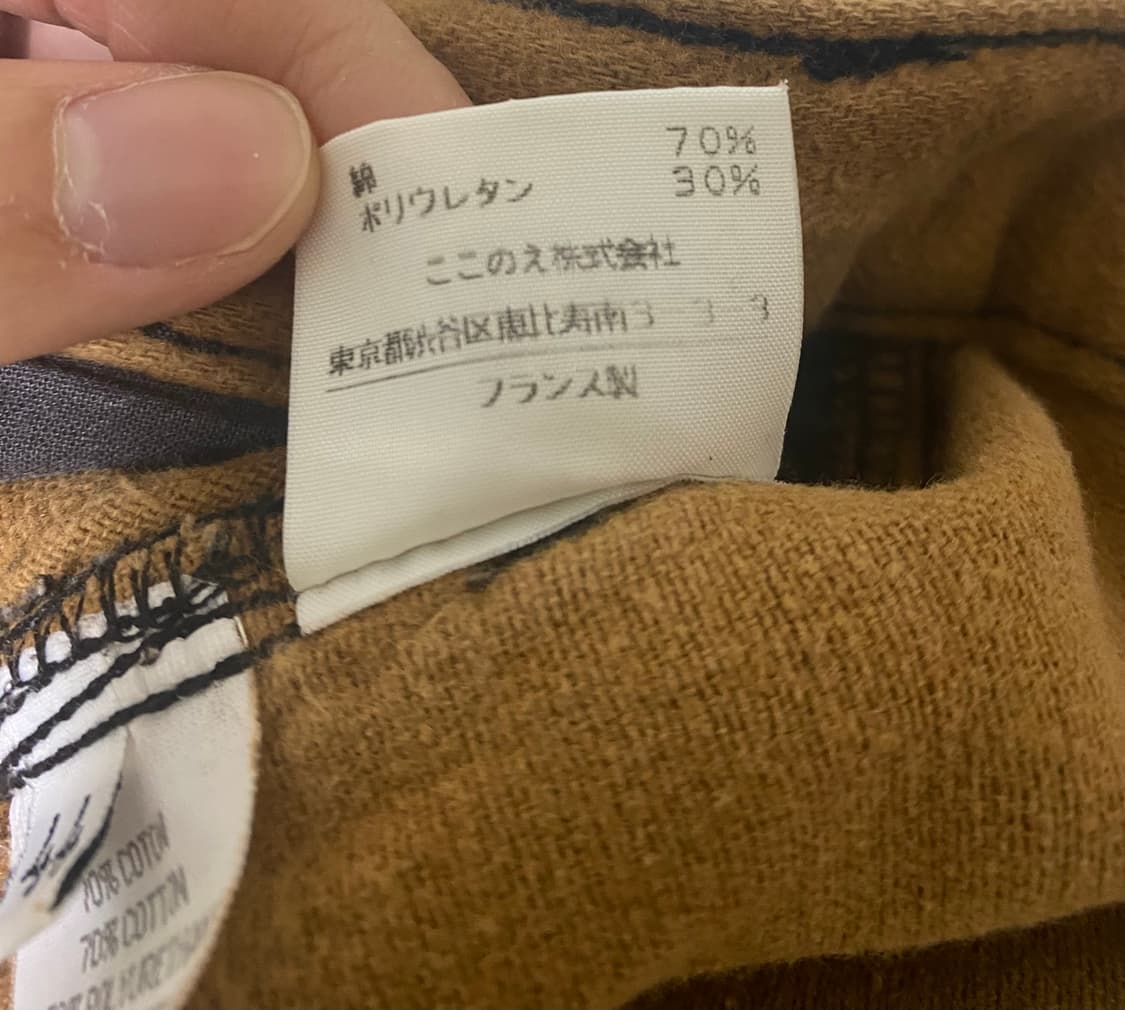 綿 70%
ポリウレタン 30%
ここのえ株式会社
東京都渋谷区恵比寿南3 3 3
フランス製
70% COTON
70% COTTON
POLYURETHAN